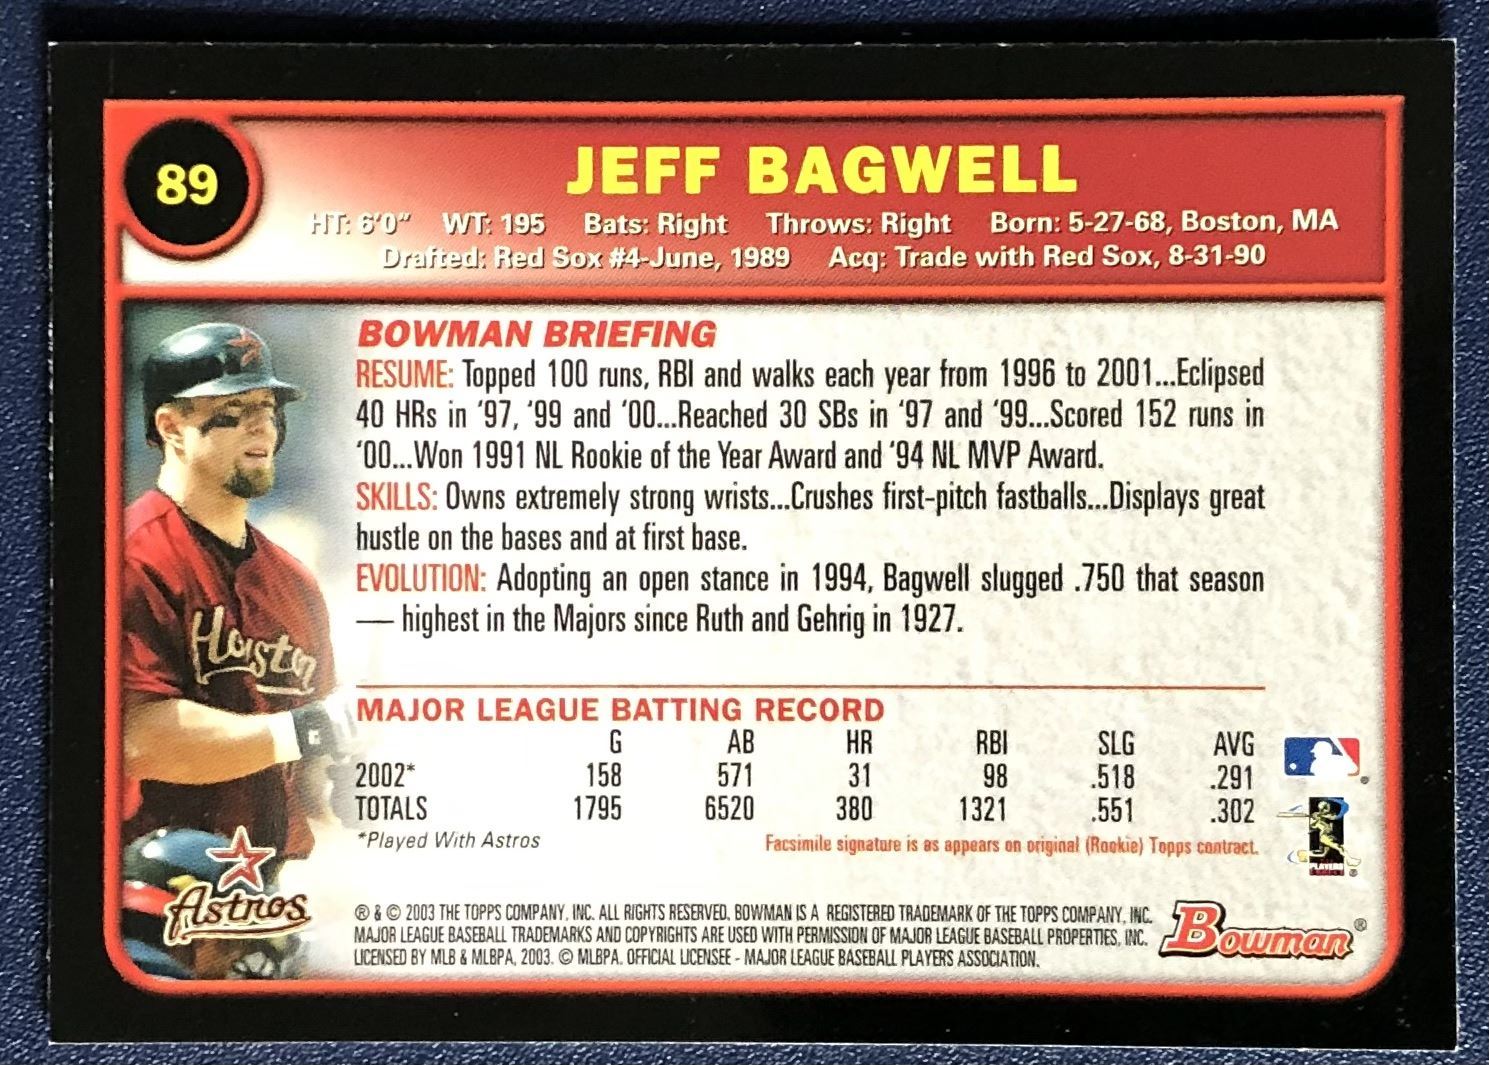 89
JEFF BAGWELL
HT: 6'0" WT: 195 Bats: Right Throws: Right Born: 5-27-68, Boston, MA
Drafted: Red Sox #4-June, 1989 Acq: Trade with Red Sox, 8-31-90
BOWMAN BRIEFING
RESUME: Topped 100 runs, RBI and walks each year from 1996 to 2001...Eclipsed
40 HRs in '97, '99 and '00...Reached 30 SBs in '97 and '99...Scored 152 runs in
'00...Won 1991 NL Rookie of the Year Award and '94 NL MVP Award.
SKILLS: Owns extremely strong wrists...Crushes first-pitch fastballs...Displays great
hustle on the bases and at first base.
EVOLUTION: Adopting an open stance in 1994, Bagwell slugged .750 that season
— highest in the Majors since Ruth and Gehrig in 1927.
Houston
MAJOR LEAGUE BATTING RECORD
G AB HR RBI SLG AVG
2002* 158 571 31 98 .518 .291
TOTALS 1795 6520 380 1321 .551 .302
*Played With Astros Facsimile signature is as appears on original (Rookie) Topps contract.
PLAYERS
Astros
® & © 2003 THE TOPPS COMPANY, INC. ALL RIGHTS RESERVED. BOWMAN IS A REGISTERED TRADEMARK OF THE TOPPS COMPANY, INC.
MAJOR LEAGUE BASEBALL TRADEMARKS AND COPYRIGHTS ARE USED WITH PERMISSION OF MAJOR LEAGUE BASEBALL PROPERTIES, INC.
LICENSED BY MLB & MLBPA, 2003. © MLBPA. OFFICIAL LICENSEE - MAJOR LEAGUE BASEBALL PLAYERS ASSOCIATION.
Bowman®